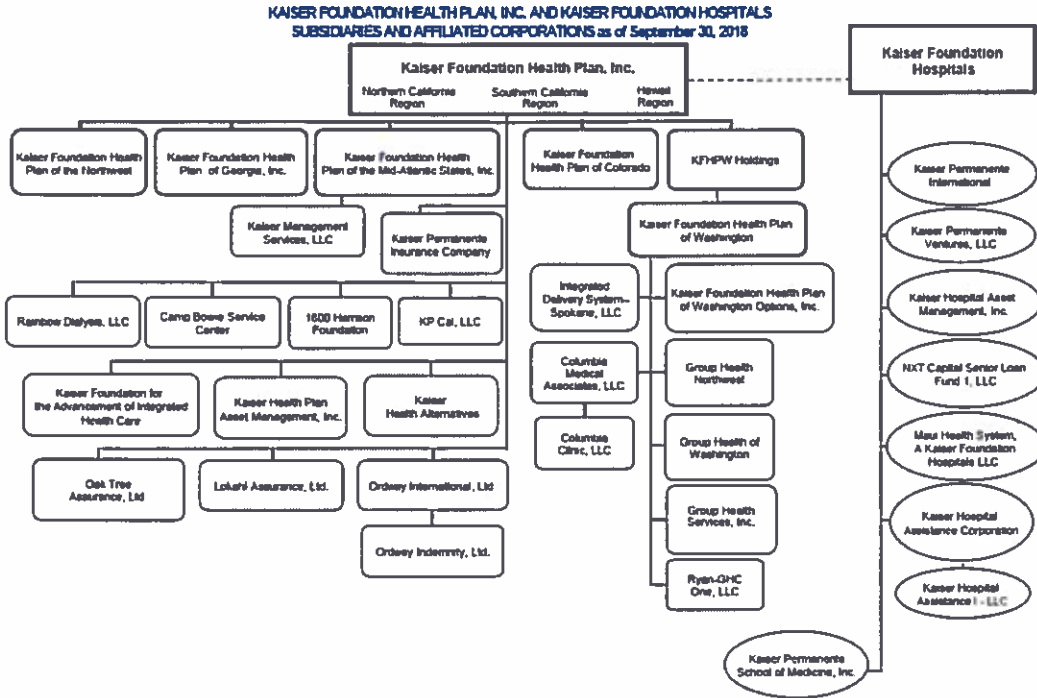 KAISER FOUNDATION HEALTH PLAN, INC. AND KAISER FOUNDATION HOSPITALS
SUBSIDIARIES AND AFFILIATED CORPORATIONS as of September 30, 2018
Kaiser Foundation Health Plan, Inc.
Northern California
Region
Southern California
Region
Hawaii
Region
Kaiser Foundation
Hospitals
Kaiser Foundation Health
Plan of the Northwest
Kaiser Foundation Health
Plan of Georgia, Inc.
Kaiser Foundation Health
Plan of the Mid-Atlantic States, Inc.
Kaiser Foundation
Health Plan of Colorado
KFHPW Holdings
Kaiser Management
Services, LLC
Kaiser Permanente
Insurance Company
Kaiser Foundation Health Plan
of Washington
Rainbow Dialysis, LLC
Camp Bowie Service
Center
1800 Harrison
Foundation
KP Cal, LLC
Integrated
Delivery System–
Spokane, LLC
Kaiser Foundation Health Plan
of Washington Options, Inc.
Kaiser Foundation for
the Advancement of Integrated
Health Care
Kaiser Health Plan
Asset Management, Inc.
Kaiser
Health Alternatives
Columbia
Medical
Associates, LLC
Group Health
Northwest
Columbia
Clinic, LLC
Group Health of
Washington
Oak Tree
Assurance, Ltd
Lokahi Assurance, Ltd.
Ordway International, Ltd
Ordway Indemnity, Ltd.
Group Health
Services, Inc.
Ryan-GHC
One, LLC
Kaiser Permanente
International
Kaiser Permanente
Ventures, LLC
Kaiser Hospital Asset
Management, Inc.
NXT Capital Senior Loan
Fund 1, LLC
Maui Health System,
A Kaiser Foundation
Hospitals LLC
Kaiser Hospital
Assistance Corporation
Kaiser Hospital
Assistance I - LLC
Kaiser Permanente
School of Medicine, Inc.